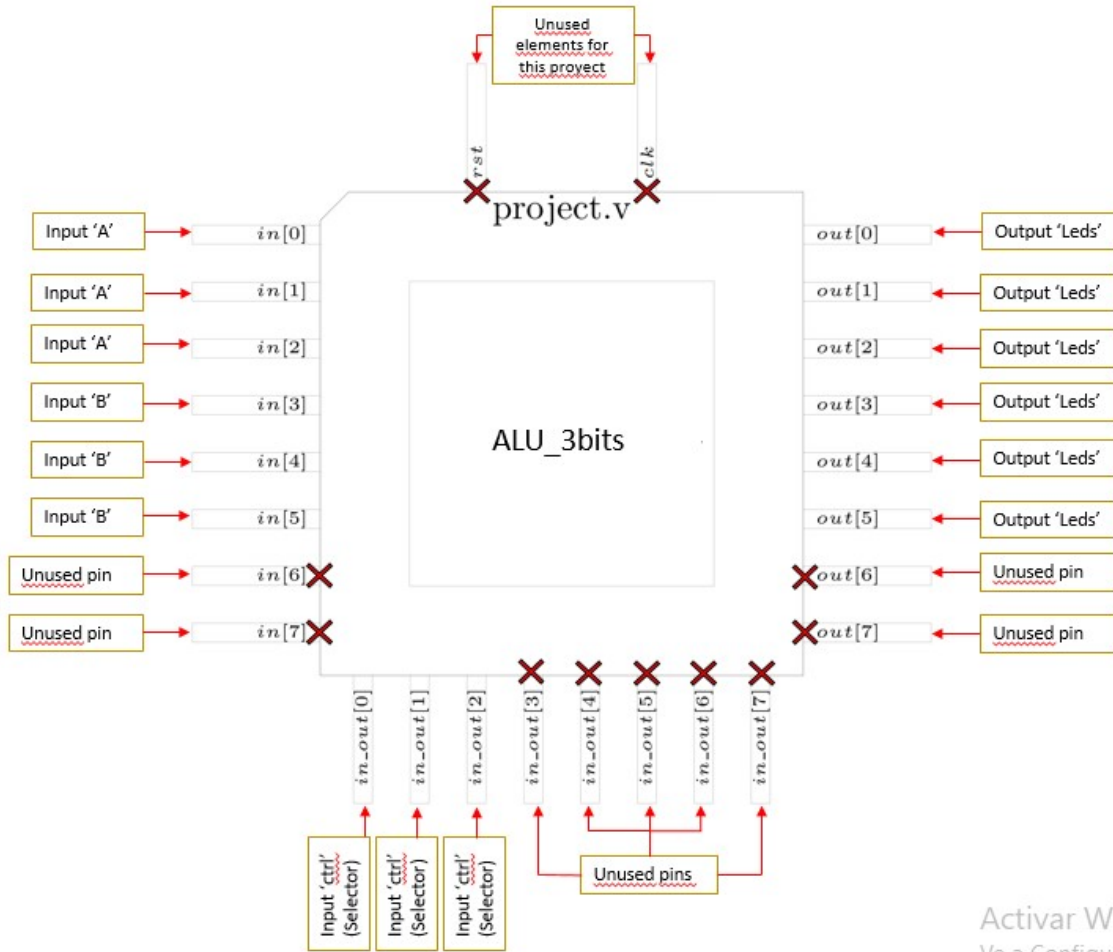 Unused
elements for
this proyect
rst
clk
project.v
Input ‘A’
in[0]
out[0]
Output ‘Leds’
Input ‘A’
in[1]
out[1]
Output ‘Leds’
Input ‘A’
in[2]
out[2]
Output ‘Leds’
Input ‘B’
in[3]
out[3]
Output ‘Leds’
Input ‘B’
in[4]
ALU_3bits
out[4]
Output ‘Leds’
Input ‘B’
in[5]
out[5]
Output ‘Leds’
Unused pin
in[6]
out[6]
Unused pin
Unused pin
in[7]
out[7]
Unused pin
in_out[0]
in_out[1]
in_out[2]
in_out[3]
in_out[4]
in_out[5]
in_out[6]
in_out[7]
Input ‘ctrl’
(Selector)
Input ‘ctrl’
(Selector)
Input ‘ctrl’
(Selector)
Unused pins
Activar W